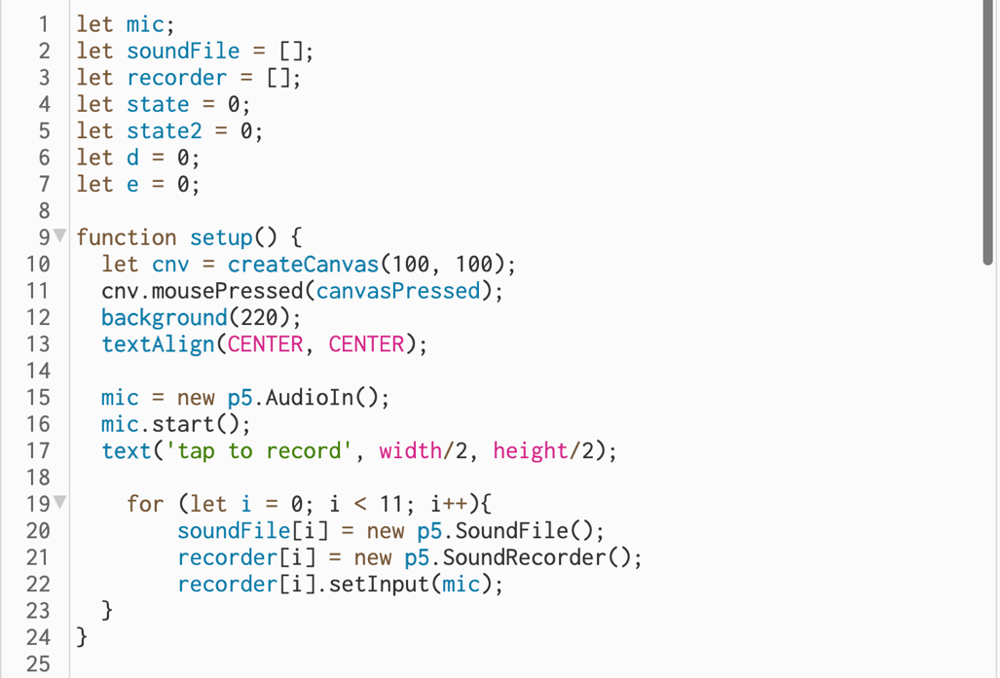 1 let mic;
2 let soundFile = [];
3 let recorder = [];
4 let state = 0;
5 let state2 = 0;
6 let d = 0;
7 let e = 0;
8
9 function setup() {
10   let cnv = createCanvas(100, 100);
11   cnv.mousePressed(canvasPressed);
12   background(220);
13   textAlign(CENTER, CENTER);
14
15   mic = new p5.AudioIn();
16   mic.start();
17   text('tap to record', width/2, height/2);
18
19     for (let i = 0; i < 11; i++){
20         soundFile[i] = new p5.SoundFile();
21         recorder[i] = new p5.SoundRecorder();
22         recorder[i].setInput(mic);
23   }
24 }
25